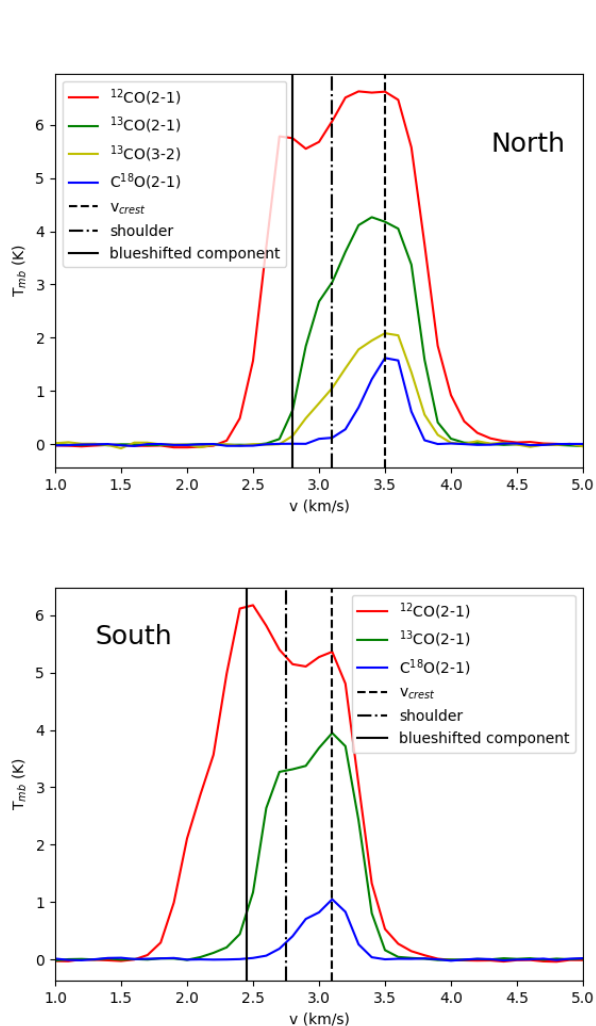 ¹²CO(2-1)
¹³CO(2-1)
¹³CO(3-2)
C¹⁸O(2-1)
v_crest
shoulder
blueshifted component
North
T_mb (K)
6
5
4
3
2
1
0
1.0 1.5 2.0 2.5 3.0 3.5 4.0 4.5 5.0
v (km/s)
South
¹²CO(2-1)
¹³CO(2-1)
C¹⁸O(2-1)
v_crest
shoulder
blueshifted component
T_mb (K)
6
5
4
3
2
1
0
1.0 1.5 2.0 2.5 3.0 3.5 4.0 4.5 5.0
v (km/s)